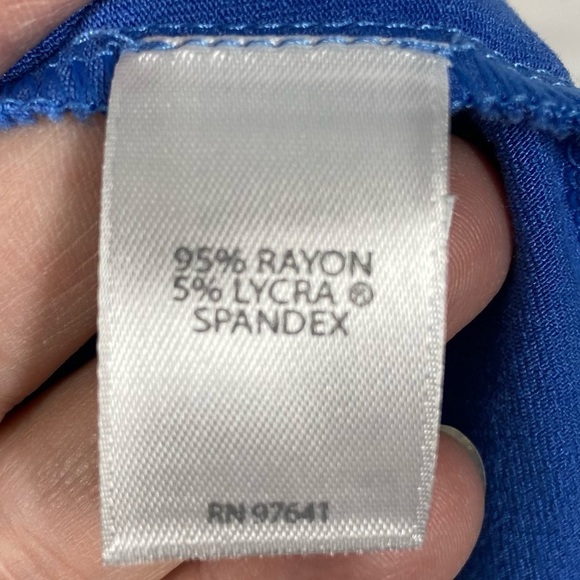 95% RAYON
5% LYCRA ®
SPANDEX
RN 97641